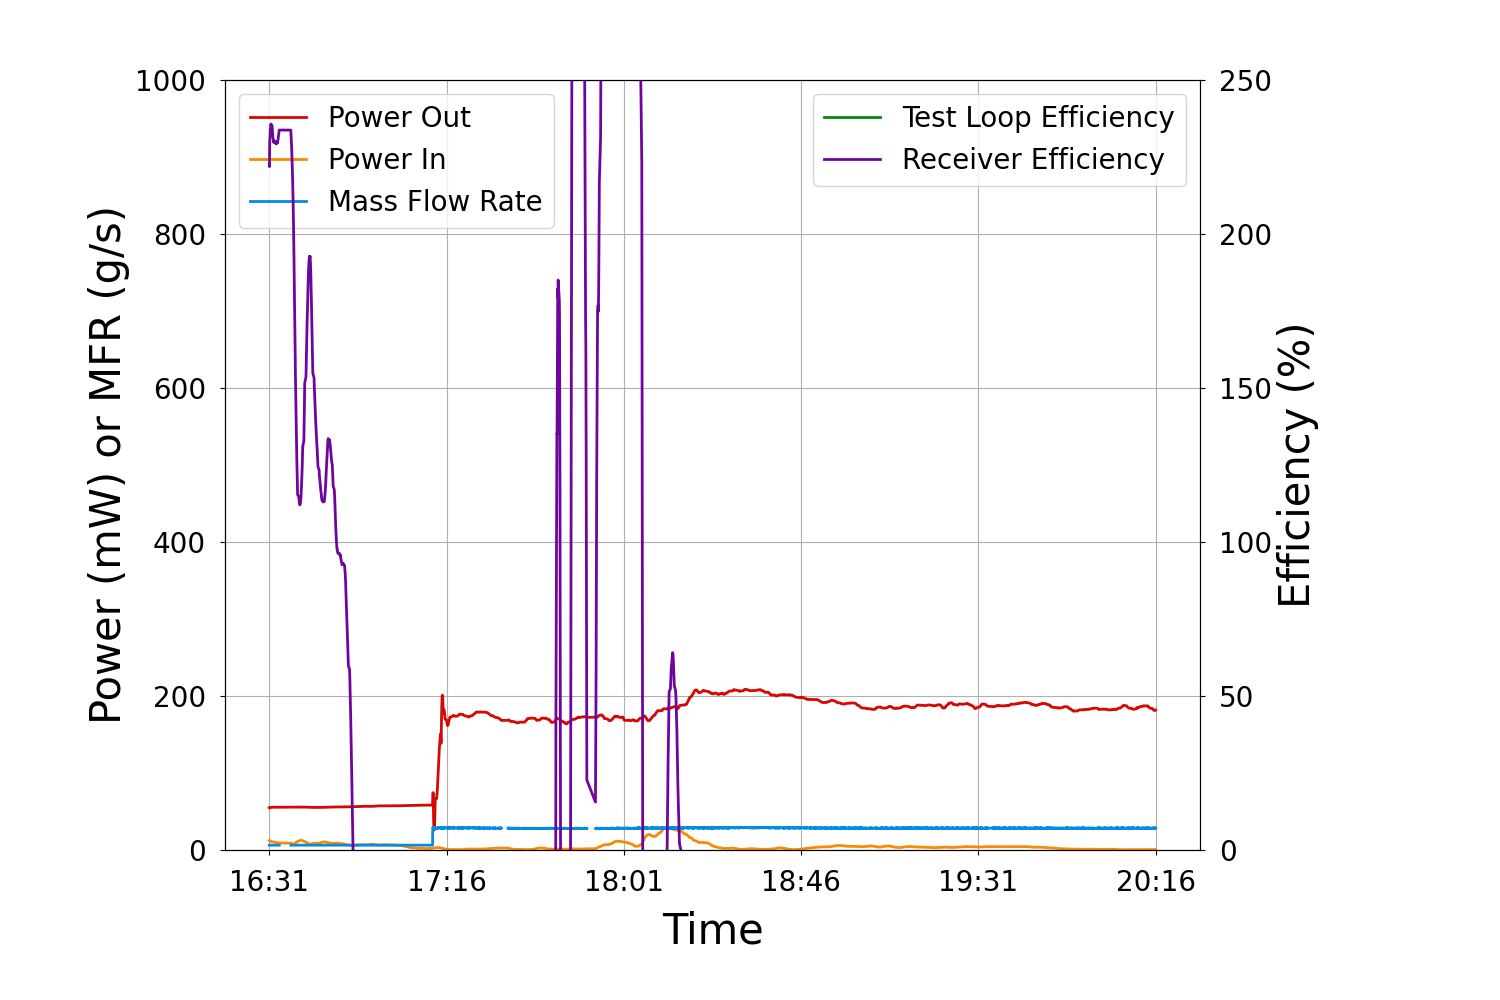 1000
800
600
400
200
0
Power (mW) or MFR (g/s)
Power Out
Power In
Mass Flow Rate
Test Loop Efficiency
Receiver Efficiency
250
200
150
100
50
0
Efficiency (%)
16:31 17:16 18:01 18:46 19:31 20:16
Time